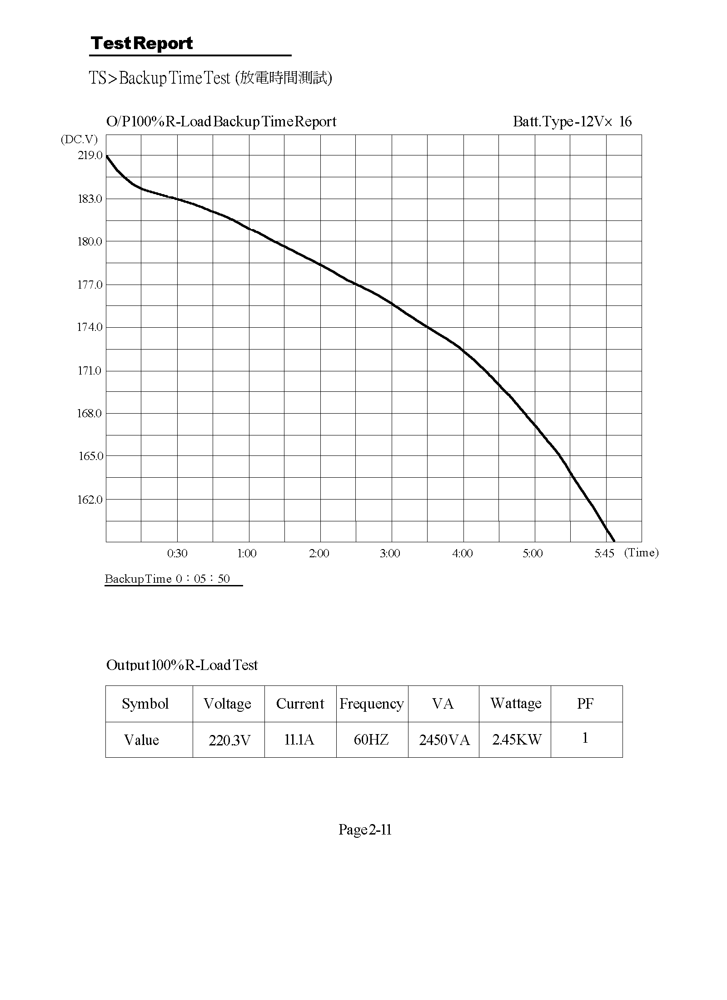 Test Report
TS>Backup Time Test (放電時間測試)
O/P 100% R-Load Backup Time Report
Batt. Type -12V× 16
(DC.V)
219.0
183.0
180.0
177.0
174.0
171.0
168.0
165.0
162.0
0:30 1:00 2:00 3:00 4:00 5:00 5:45 (Time)
Backup Time 0：05：50
Output 100% R-Load Test
Symbol Voltage Current Frequency VA Wattage PF
Value 220.3V 11.1A 60HZ 2450VA 2.45KW 1
Page 2-11